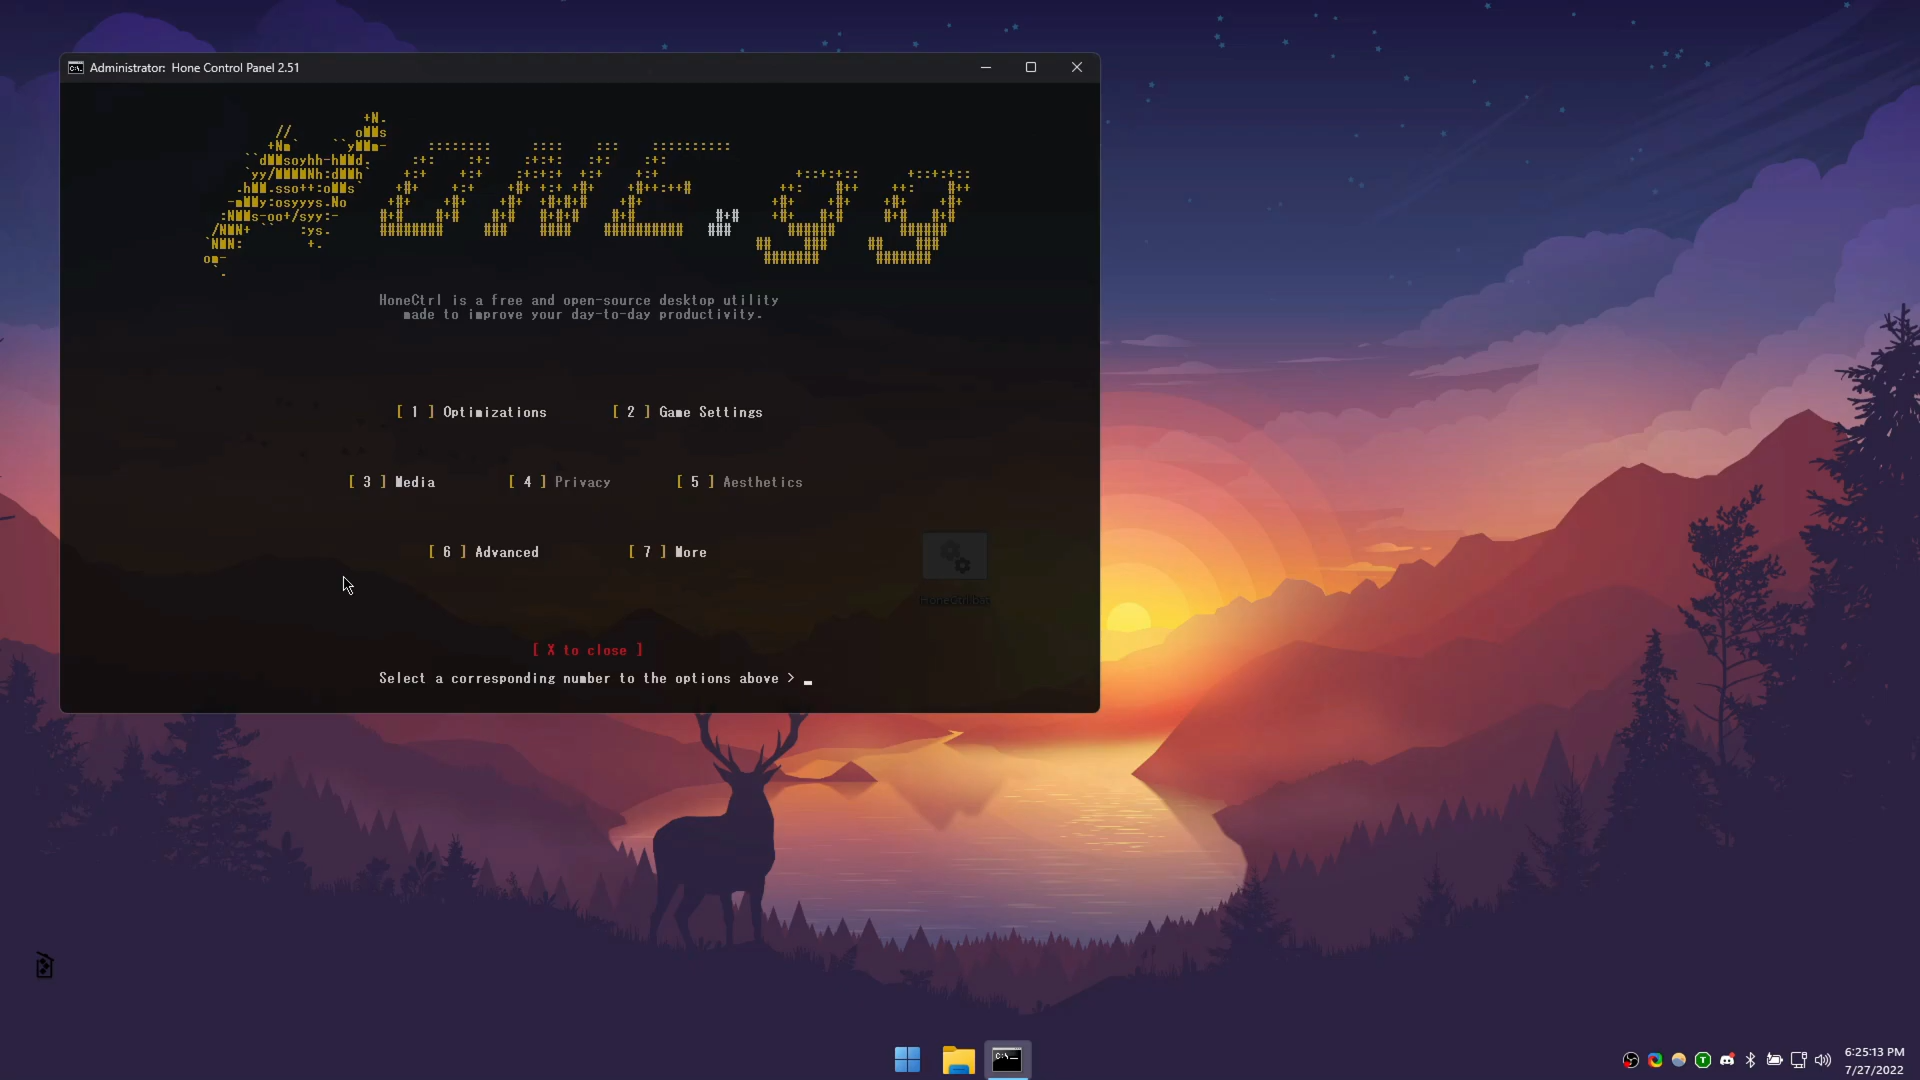 Administrator: Hone Control Panel 2.51
HoneCtrl is a free and open-source desktop utility
made to improve your day-to-day productivity.
[ 1 ] Optimizations [ 2 ] Game Settings
[ 3 ] Media [ 4 ] Privacy [ 5 ] Aesthetics
[ 6 ] Advanced [ 7 ] More
HoneCtrl.bat
[ X to close ]
Select a corresponding number to the options above >
6:25:13 PM
7/27/2022